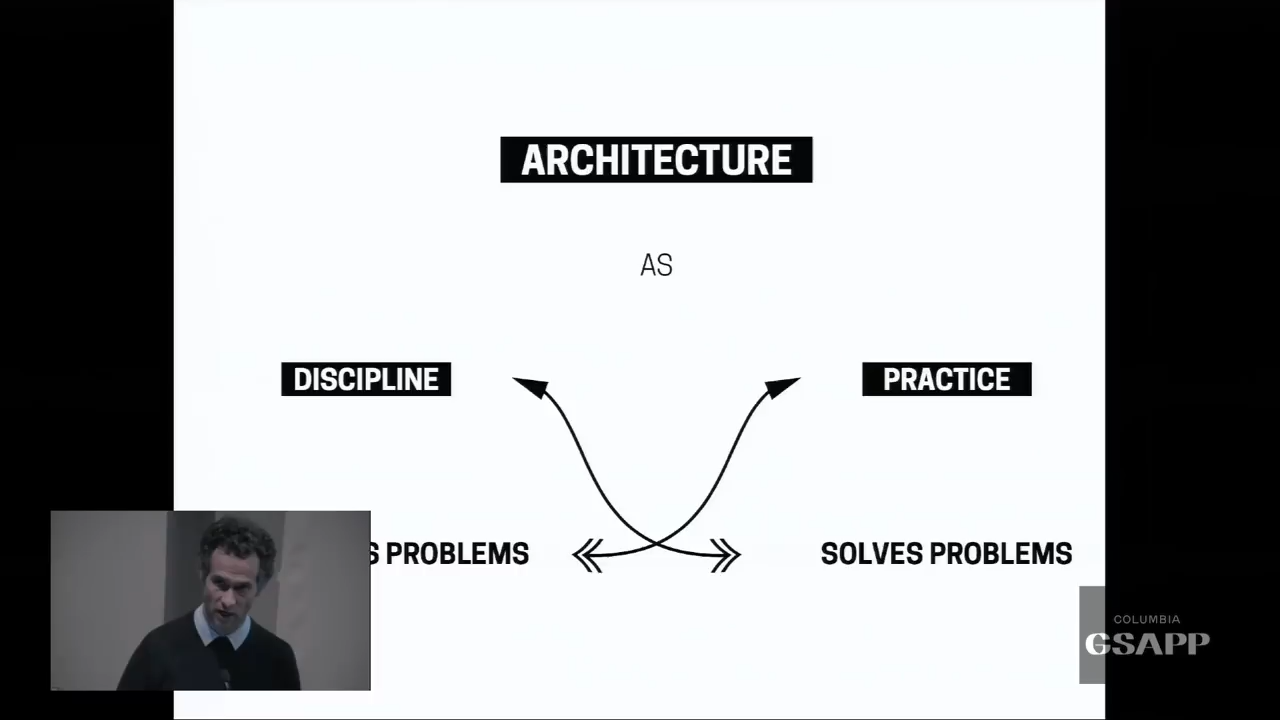 ARCHITECTURE
AS
DISCIPLINE
PRACTICE
S PROBLEMS
SOLVES PROBLEMS
COLUMBIA
GSAPP